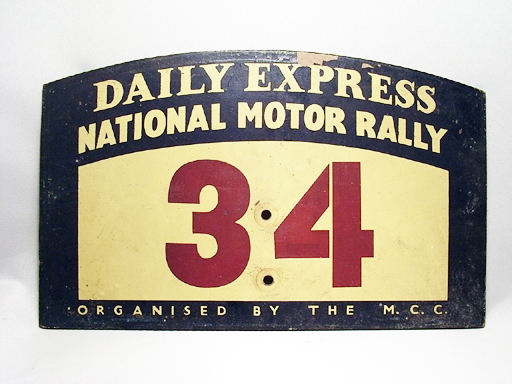 DAILY EXPRESS
NATIONAL MOTOR RALLY
34
ORGANISED BY THE M.C.C.